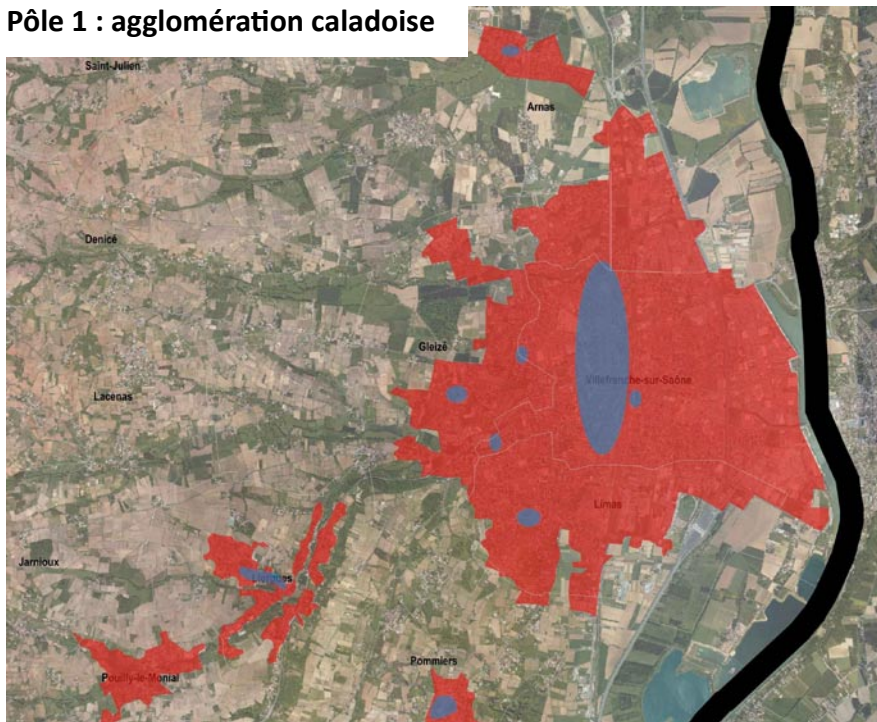 Pôle 1 : agglomération caladoise
Saint-Julien
Arnas
Denicé
Gleizé
Villefranche-sur-Saône
Lacenas
Limas
Jarnioux
Liergues
Pommiers
Pouilly-le-Monial